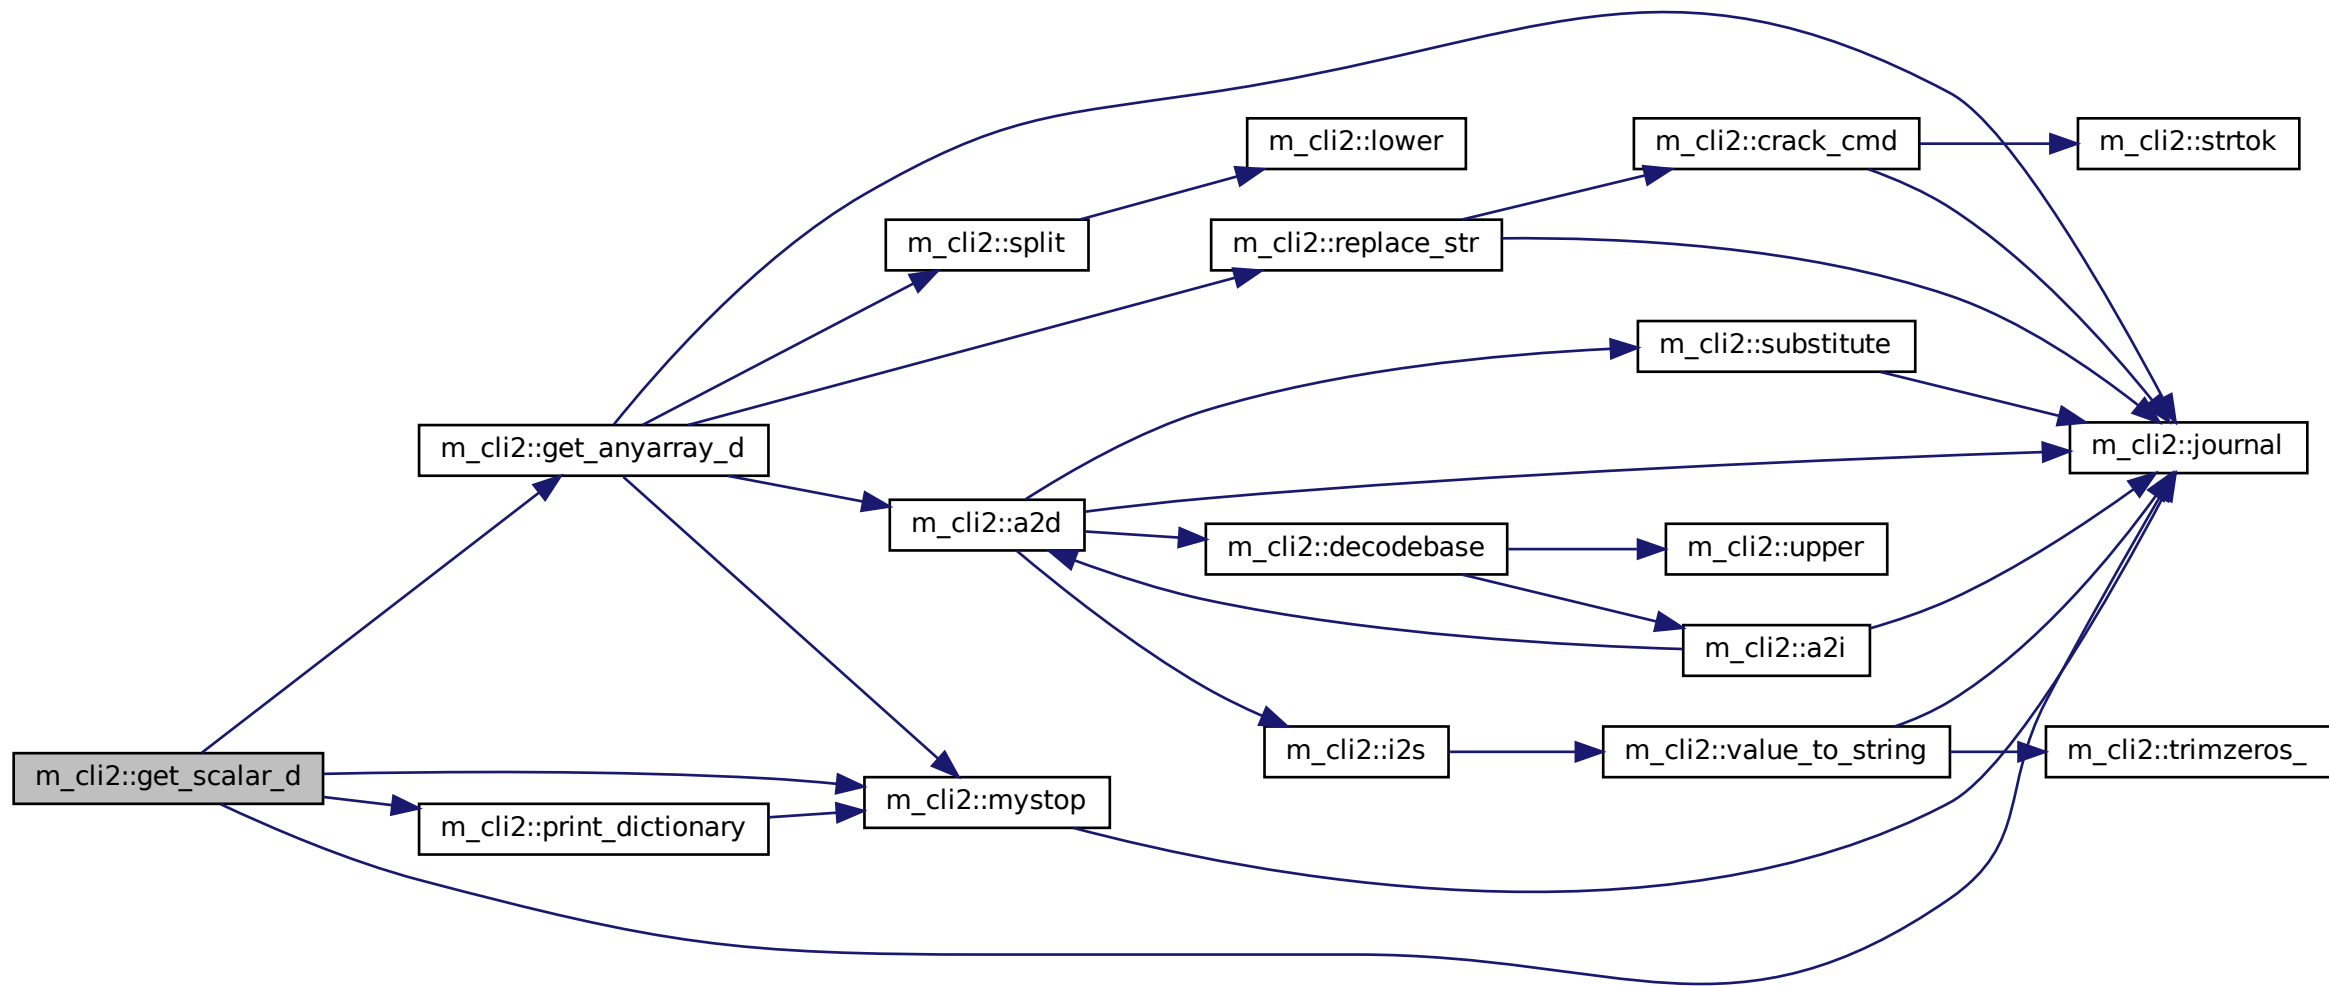 m_cli2::lower
m_cli2::crack_cmd
m_cli2::strtok
m_cli2::split
m_cli2::replace_str
m_cli2::substitute
m_cli2::get_anyarray_d
m_cli2::journal
m_cli2::a2d
m_cli2::decodebase
m_cli2::upper
m_cli2::a2i
m_cli2::i2s
m_cli2::value_to_string
m_cli2::trimzeros_
m_cli2::get_scalar_d
m_cli2::mystop
m_cli2::print_dictionary